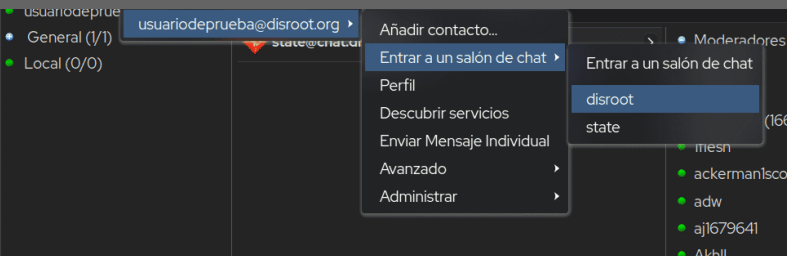 usuariodeprue
General (1/1)
Local (0/0)
usuariodeprueba@disroot.org
state@chat.di
Añadir contacto...
Entrar a un salón de chat
Perfil
Descubrir servicios
Enviar Mensaje Individual
Avanzado
Administrar
Entrar a un salón de chat
disroot
state
Moderadores
(166
ackerman1sco
adw
aj1679641